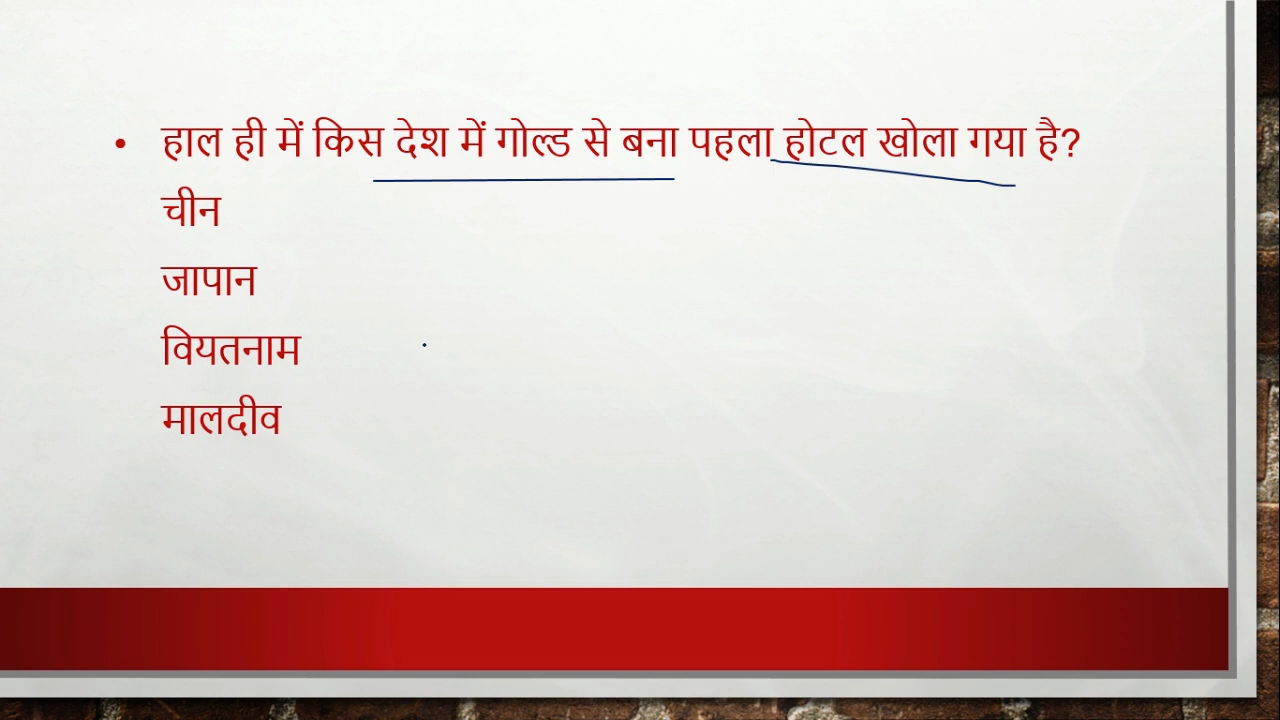 • हाल ही में किस देश में गोल्ड से बना पहला होटल खोला गया है?
चीन
जापान
वियतनाम
मालदीव